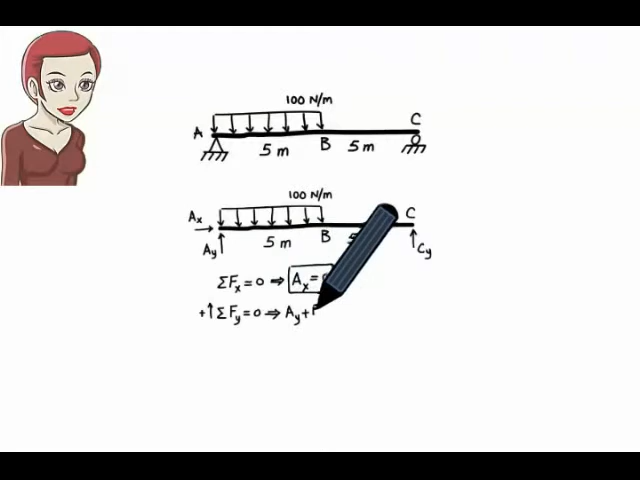 100 N/m
C
A
5 m
B
5 m
100 N/m
Ax
C
Ay
5 m
B
Cy
ΣFx=0 ⇒ Ax=
+↑ΣFy=0 ⇒ Ay+